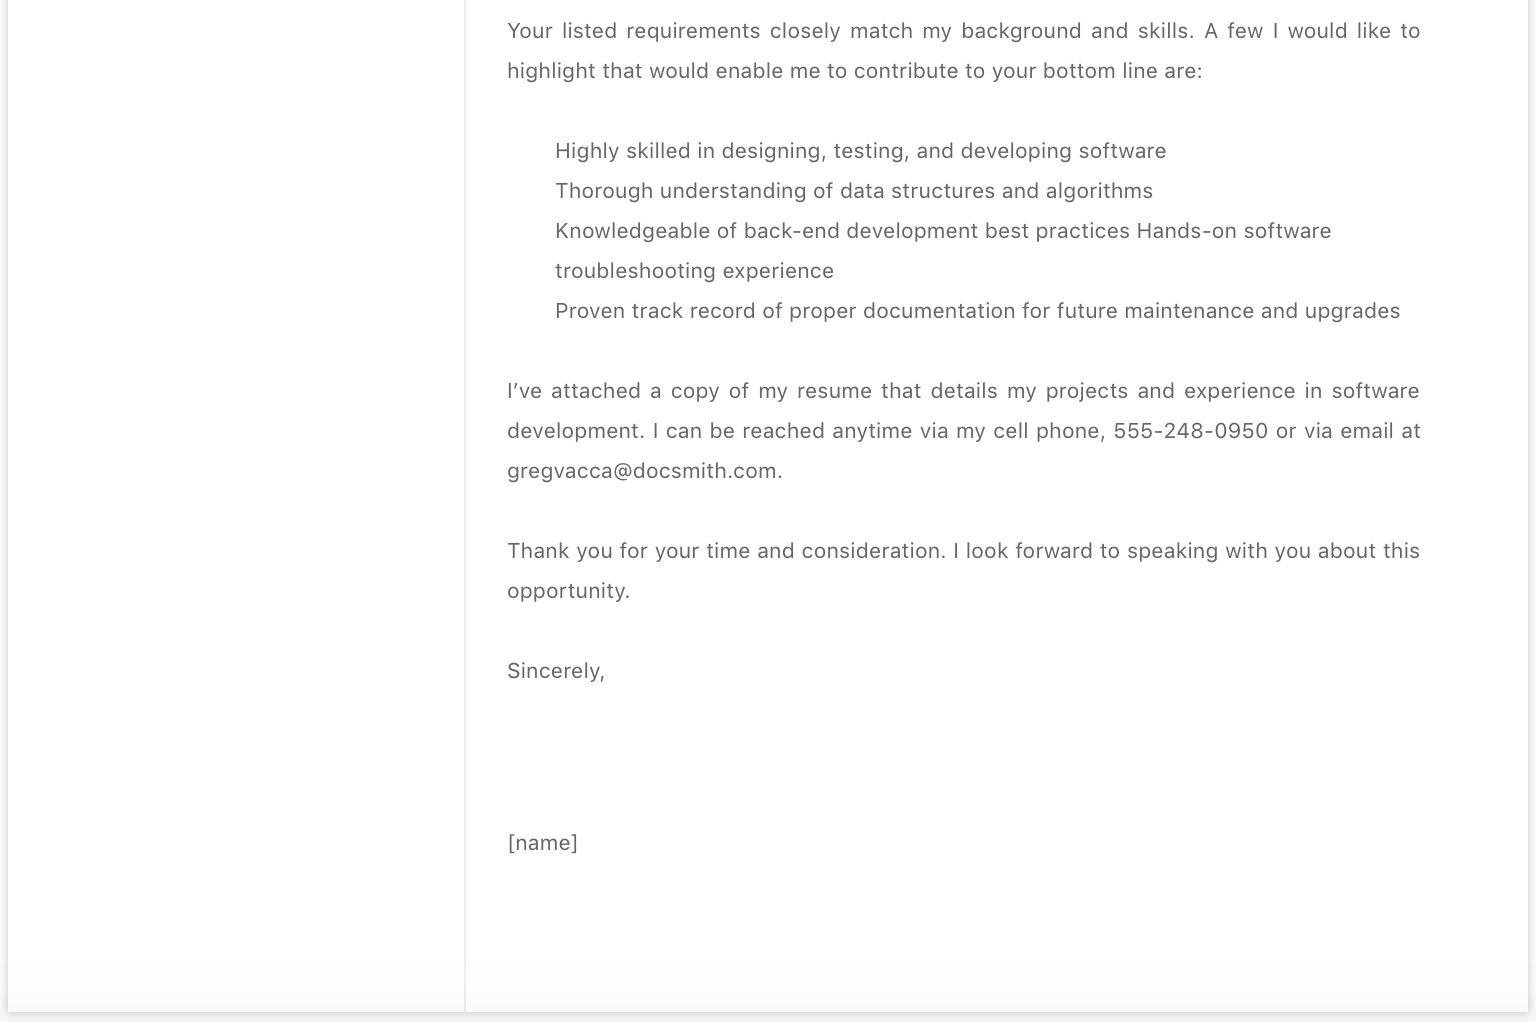 Your listed requirements closely match my background and skills. A few I would like to
highlight that would enable me to contribute to your bottom line are:
Highly skilled in designing, testing, and developing software
Thorough understanding of data structures and algorithms
Knowledgeable of back-end development best practices Hands-on software
troubleshooting experience
Proven track record of proper documentation for future maintenance and upgrades
I’ve attached a copy of my resume that details my projects and experience in software
development. I can be reached anytime via my cell phone, 555-248-0950 or via email at
gregvacca@docsmith.com.
Thank you for your time and consideration. I look forward to speaking with you about this
opportunity.
Sincerely,
[name]